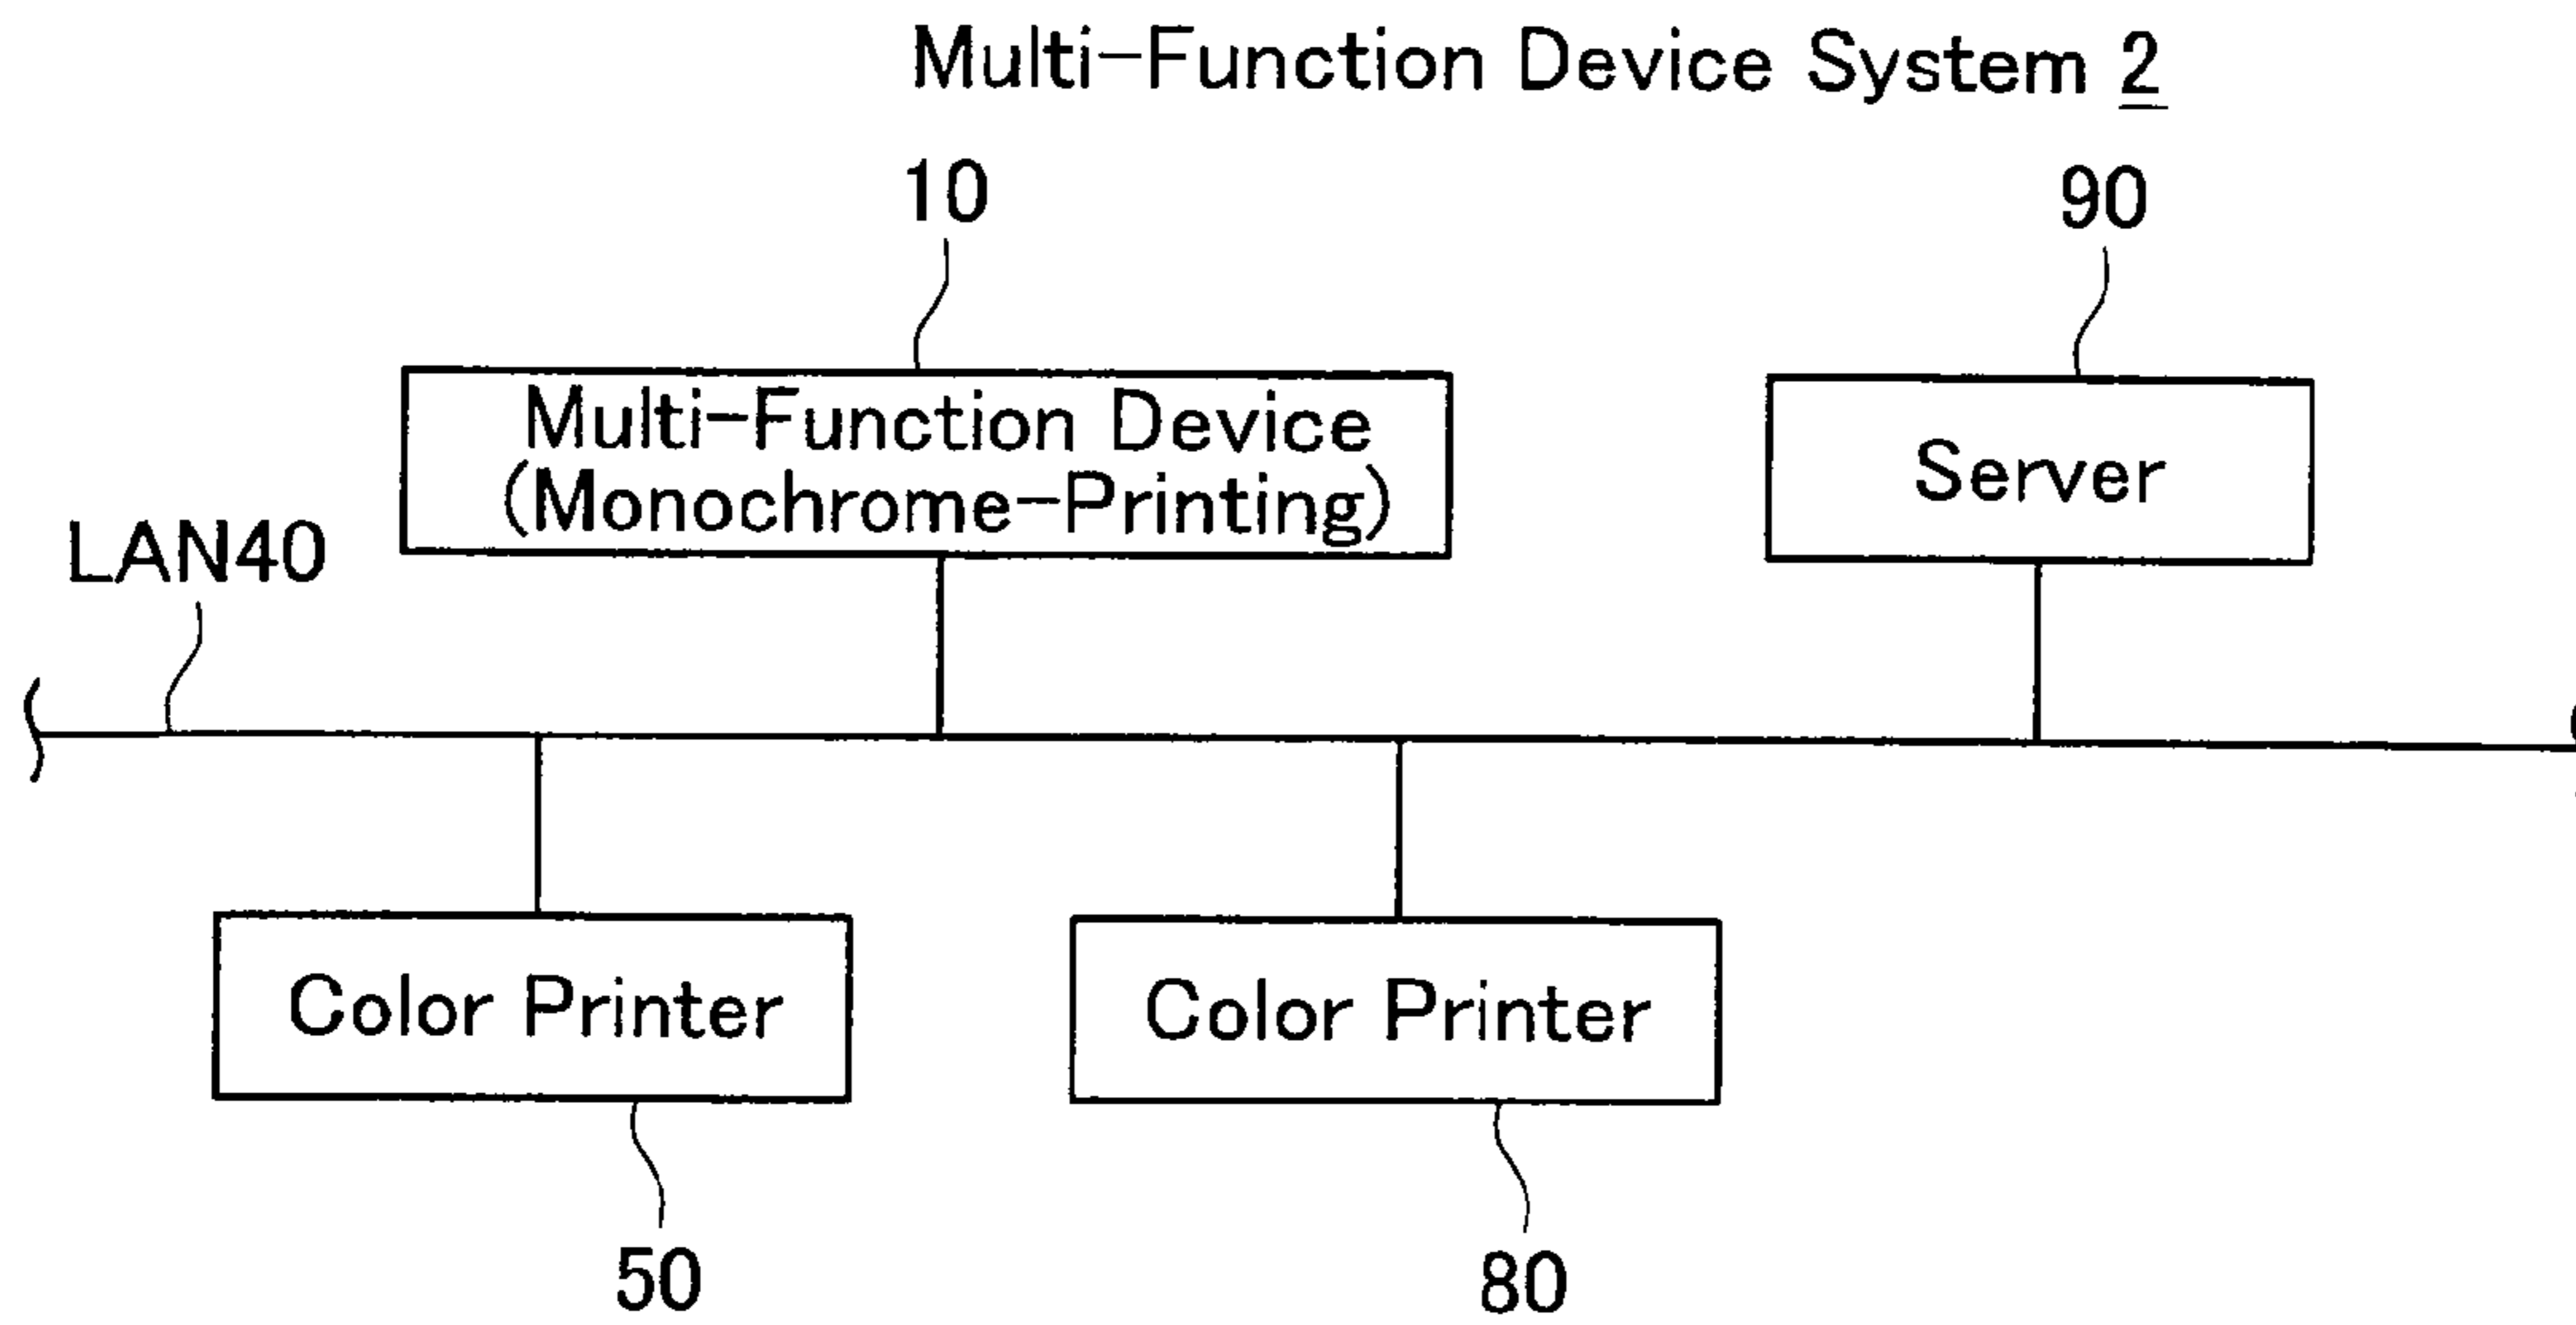 Multi-Function Device System 2
10
90
Multi-Function Device
(Monochrome-Printing)
Server
LAN40
Color Printer
Color Printer
50
80